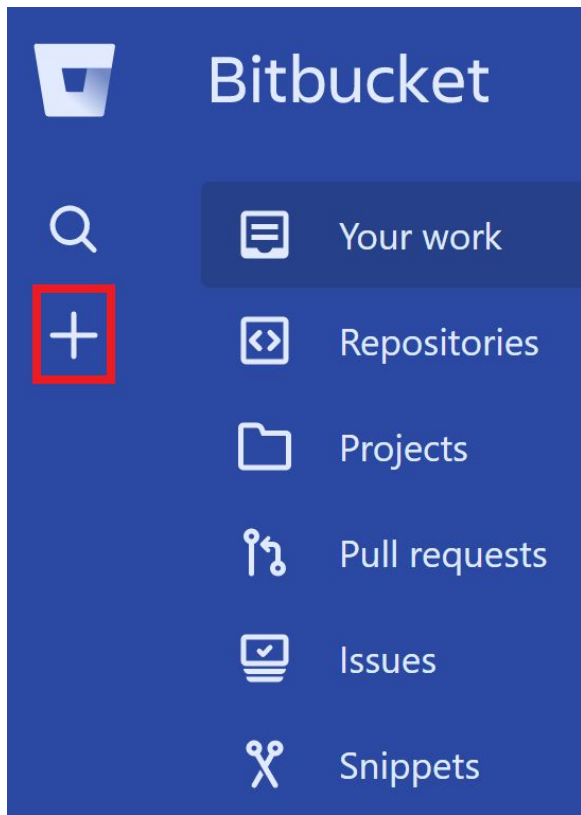 Bitbucket
Your work
Repositories
Projects
Pull requests
Issues
Snippets